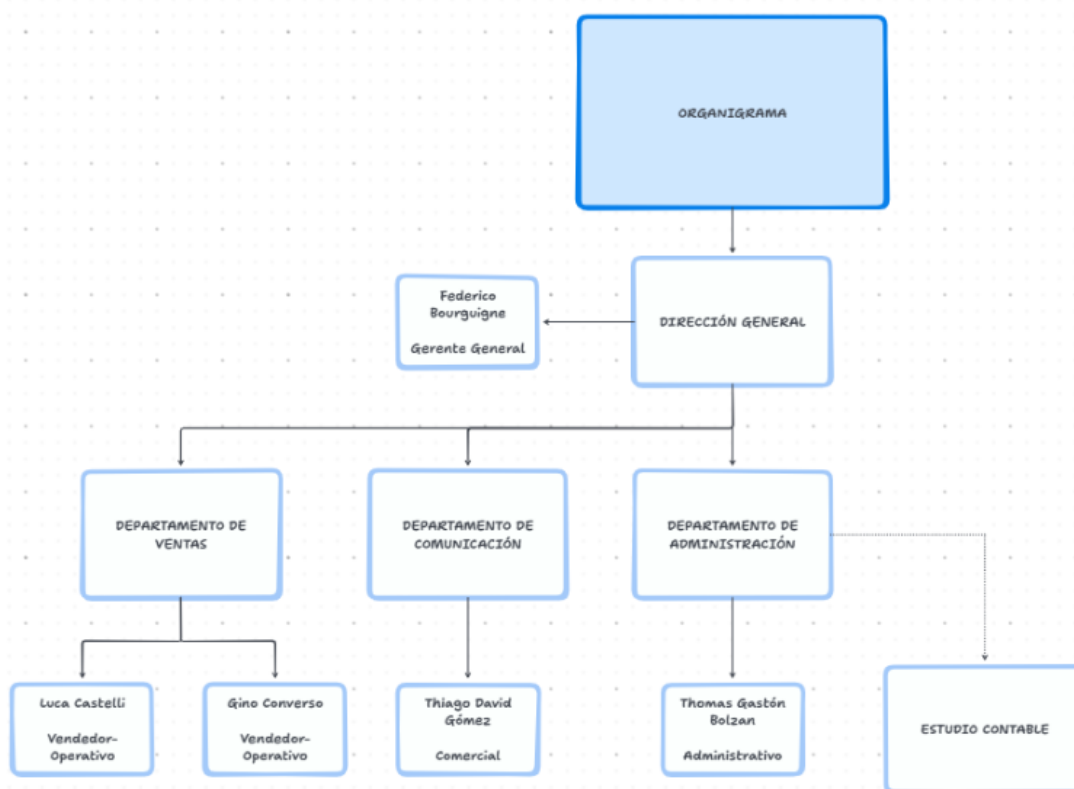 ORGANIGRAMA
Federico
Bourguigne
Gerente General
DIRECCIÓN GENERAL
DEPARTAMENTO DE
VENTAS
DEPARTAMENTO DE
COMUNICACIÓN
DEPARTAMENTO DE
ADMINISTRACIÓN
Luca Castelli
Vendedor-
Operativo
Gino Converso
Vendedor-
Operativo
Thiago David
Gómez
Comercial
Thomas Gastón
Bolzan
Administrativo
ESTUDIO CONTABLE